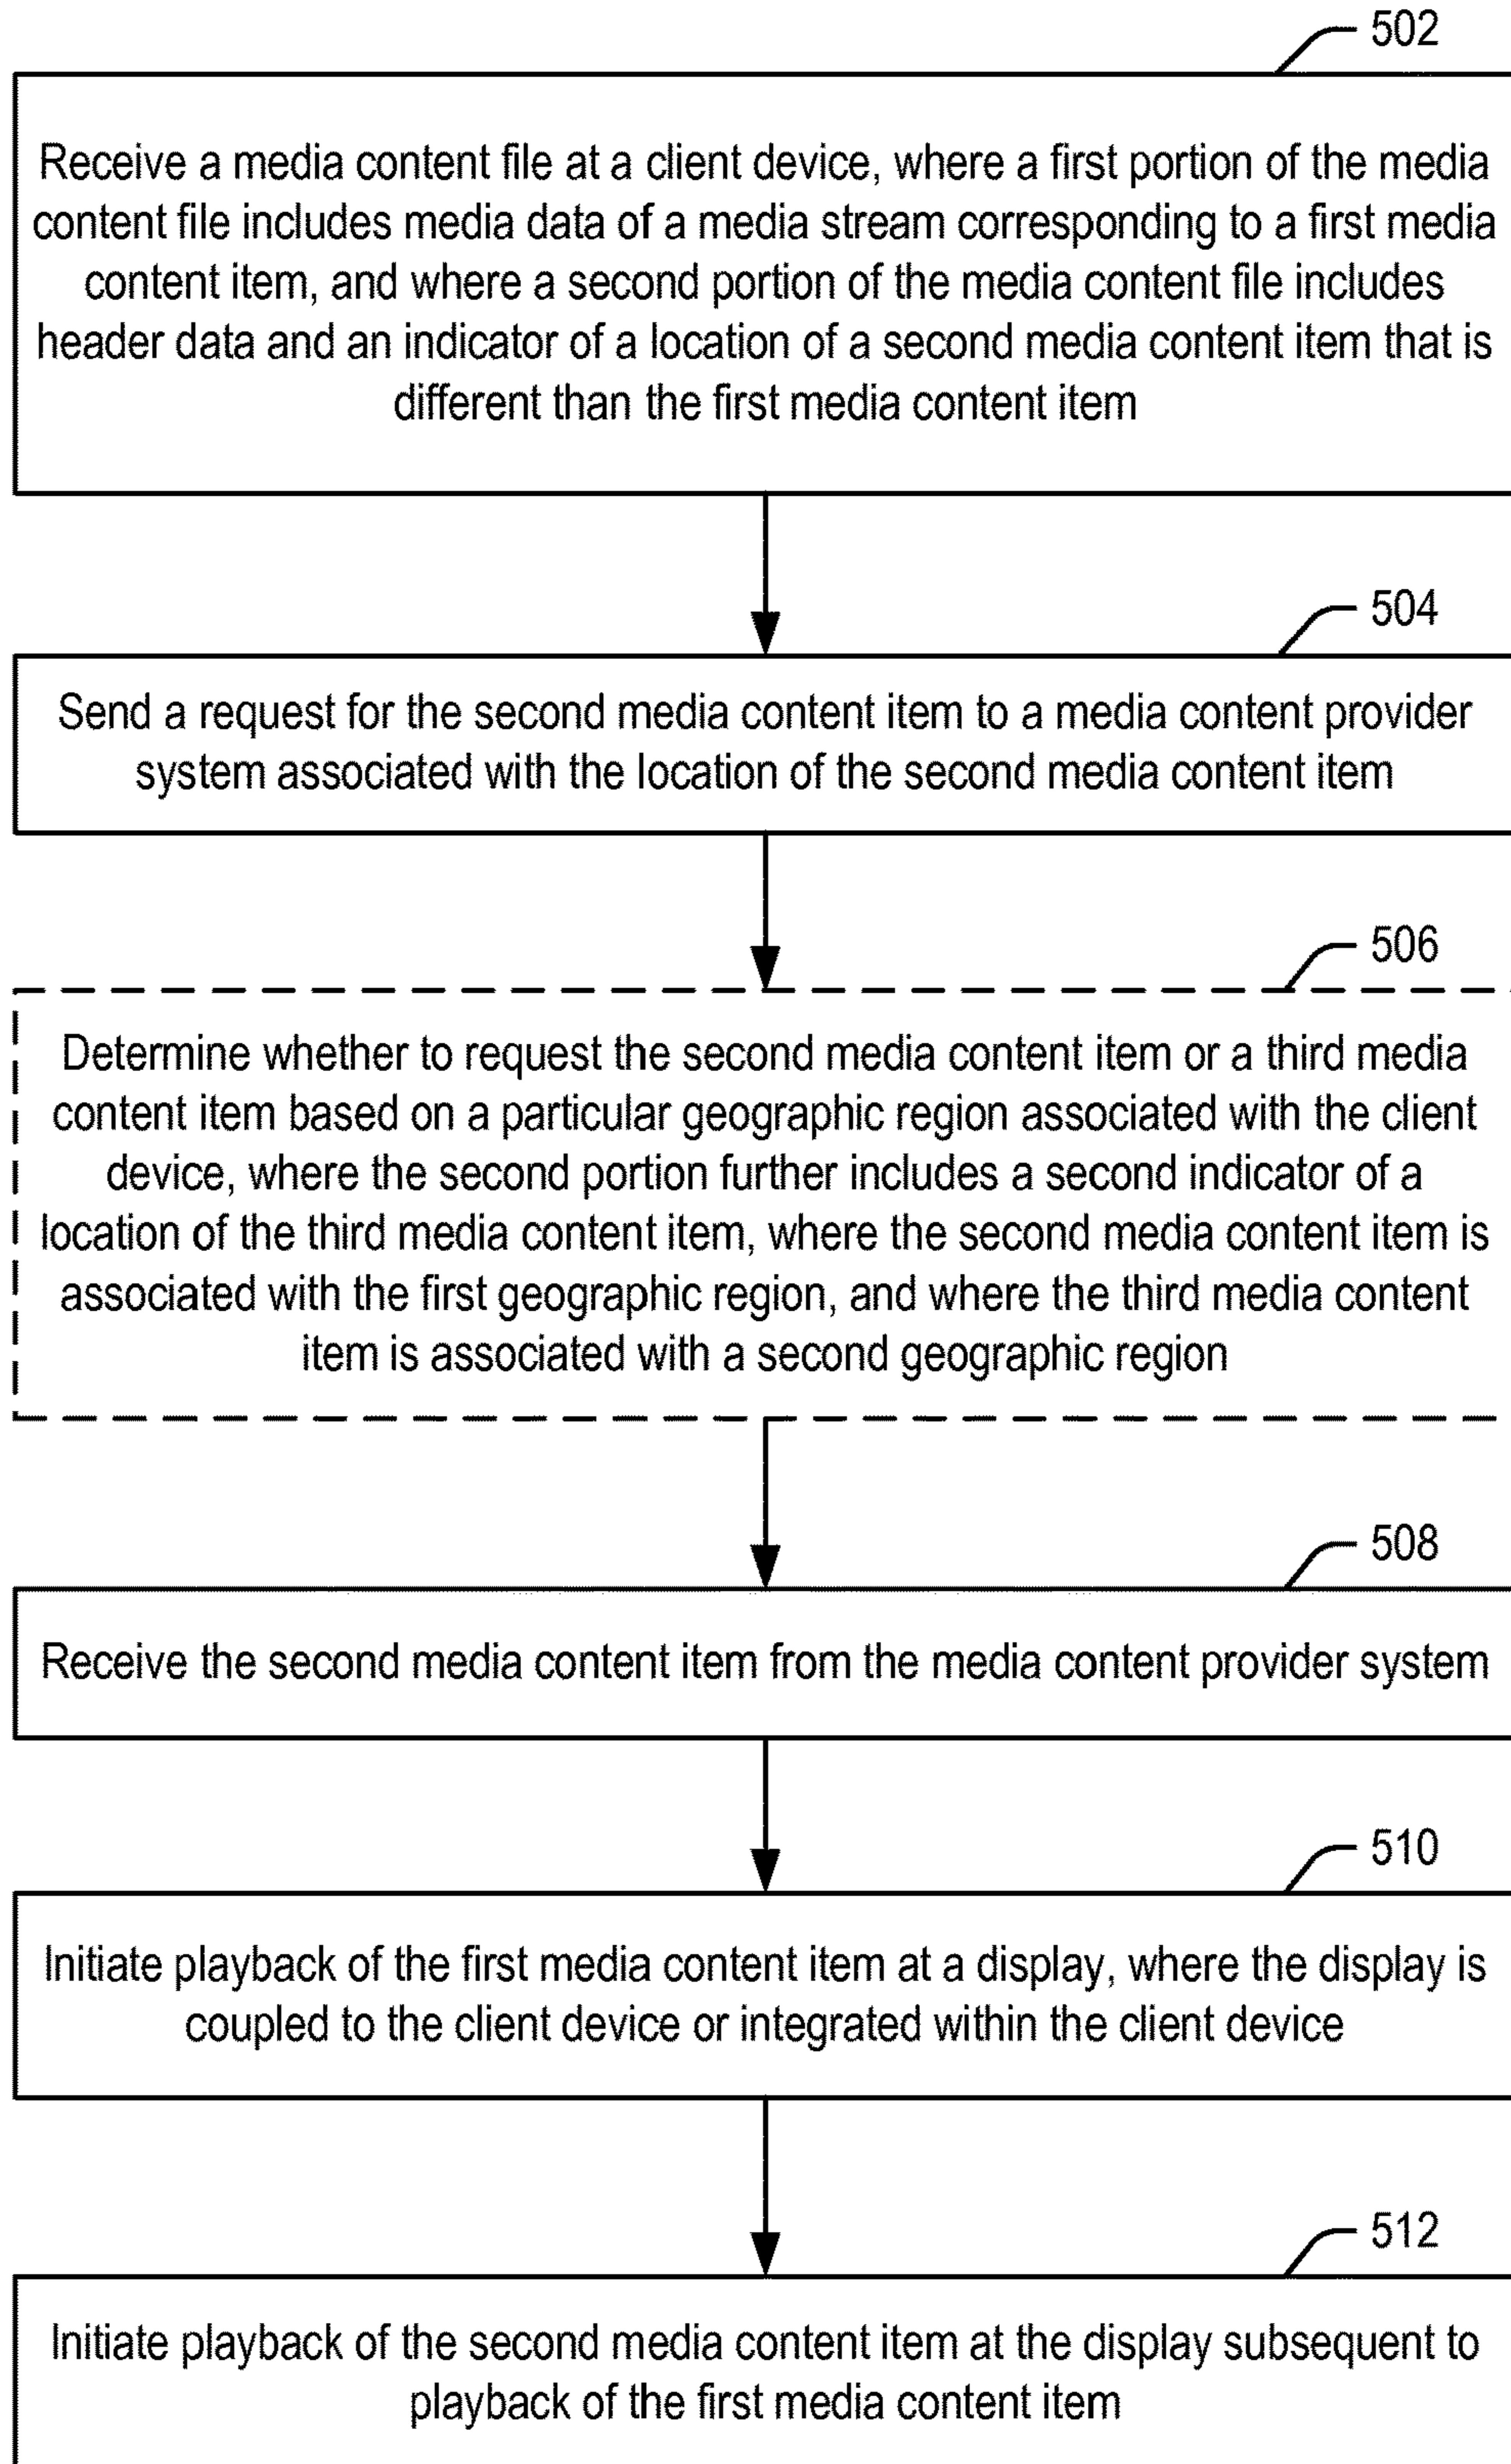 502
Receive a media content file at a client device, where a first portion of the media
content file includes media data of a media stream corresponding to a first media
content item, and where a second portion of the media content file includes
header data and an indicator of a location of a second media content item that is
different than the first media content item
504
Send a request for the second media content item to a media content provider
system associated with the location of the second media content item
506
Determine whether to request the second media content item or a third media
content item based on a particular geographic region associated with the client
device, where the second portion further includes a second indicator of a
location of the third media content item, where the second media content item is
associated with the first geographic region, and where the third media content
item is associated with a second geographic region
508
Receive the second media content item from the media content provider system
510
Initiate playback of the first media content item at a display, where the display is
coupled to the client device or integrated within the client device
512
Initiate playback of the second media content item at the display subsequent to
playback of the first media content item